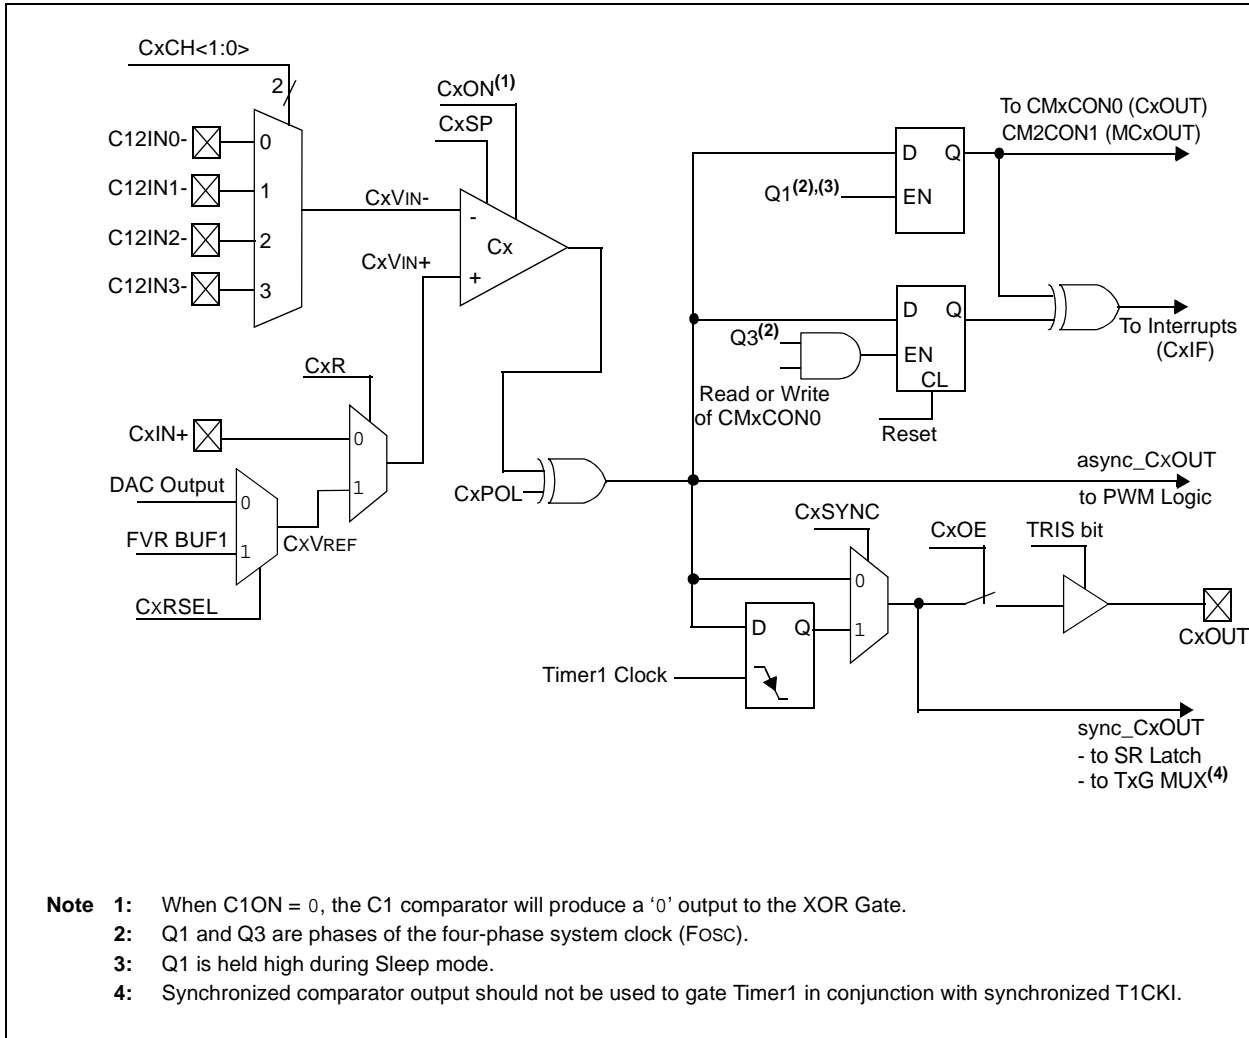 CxCH<1:0>
2
CxON(1)
CxSP
To CMxCON0 (CxOUT)
CM2CON1 (MCxOUT)
C12IN0-
0
C12IN1-
1
C12IN2-
2
C12IN3-
3
CxVIN-
-
Cx
CxVIN+
+
D
Q
Q1(2),(3)
EN
D
Q
Q3(2)
EN
CL
Read or Write
of CMxCON0
Reset
To Interrupts
(CxIF)
CxR
CxIN+
0
1
DAC Output
0
FVR BUF1
1
CxVREF
CxRSEL
CxPOL
async_CxOUT
to PWM Logic
CxSYNC
CxOE
TRIS bit
0
1
D
Q
Timer1 Clock
CxOUT
sync_CxOUT
- to SR Latch
- to TxG MUX(4)
Note 1: When C1ON = 0, the C1 comparator will produce a ‘0’ output to the XOR Gate.
2: Q1 and Q3 are phases of the four-phase system clock (FOSC).
3: Q1 is held high during Sleep mode.
4: Synchronized comparator output should not be used to gate Timer1 in conjunction with synchronized T1CKI.